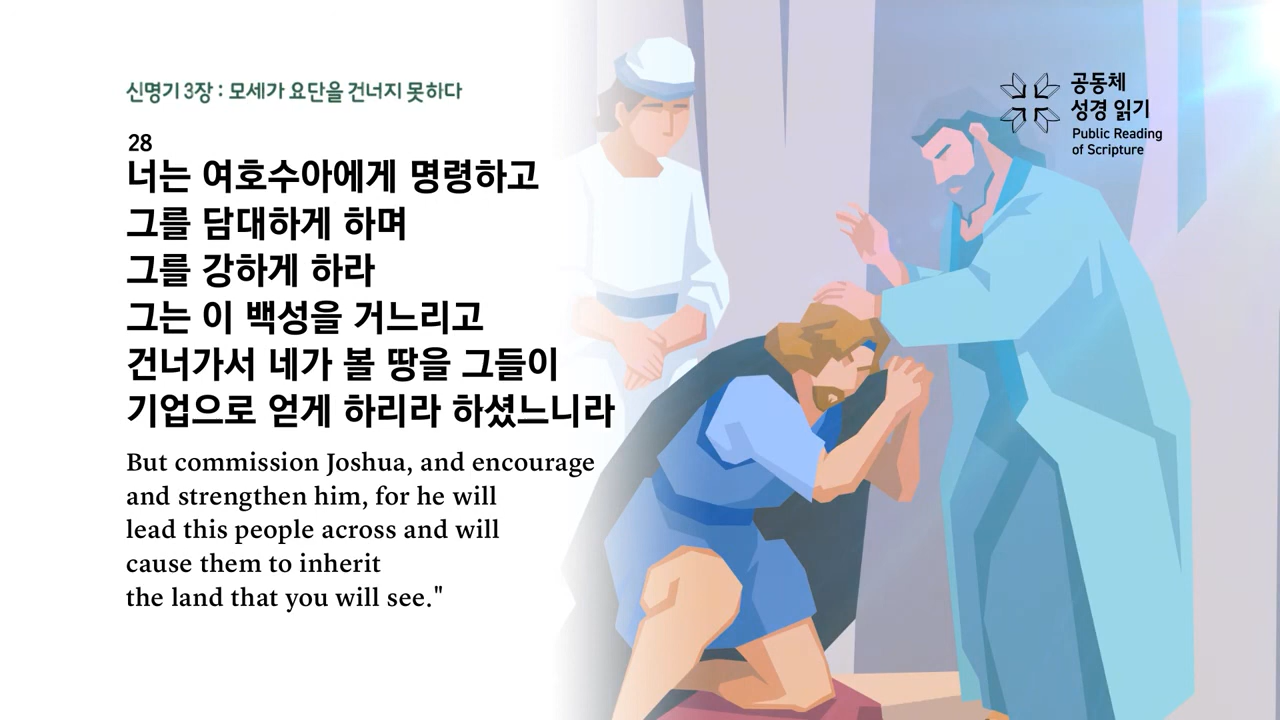 신명기 3장 : 모세가 요단을 건너지 못하다
28
너는 여호수아에게 명령하고
그를 담대하게 하며
그를 강하게 하라
그는 이 백성을 거느리고
건너가서 네가 볼 땅을 그들이
기업으로 얻게 하리라 하셨느니라
But commission Joshua, and encourage
and strengthen him, for he will
lead this people across and will
cause them to inherit
the land that you will see."
공동체
성경 읽기
Public Reading
of Scripture